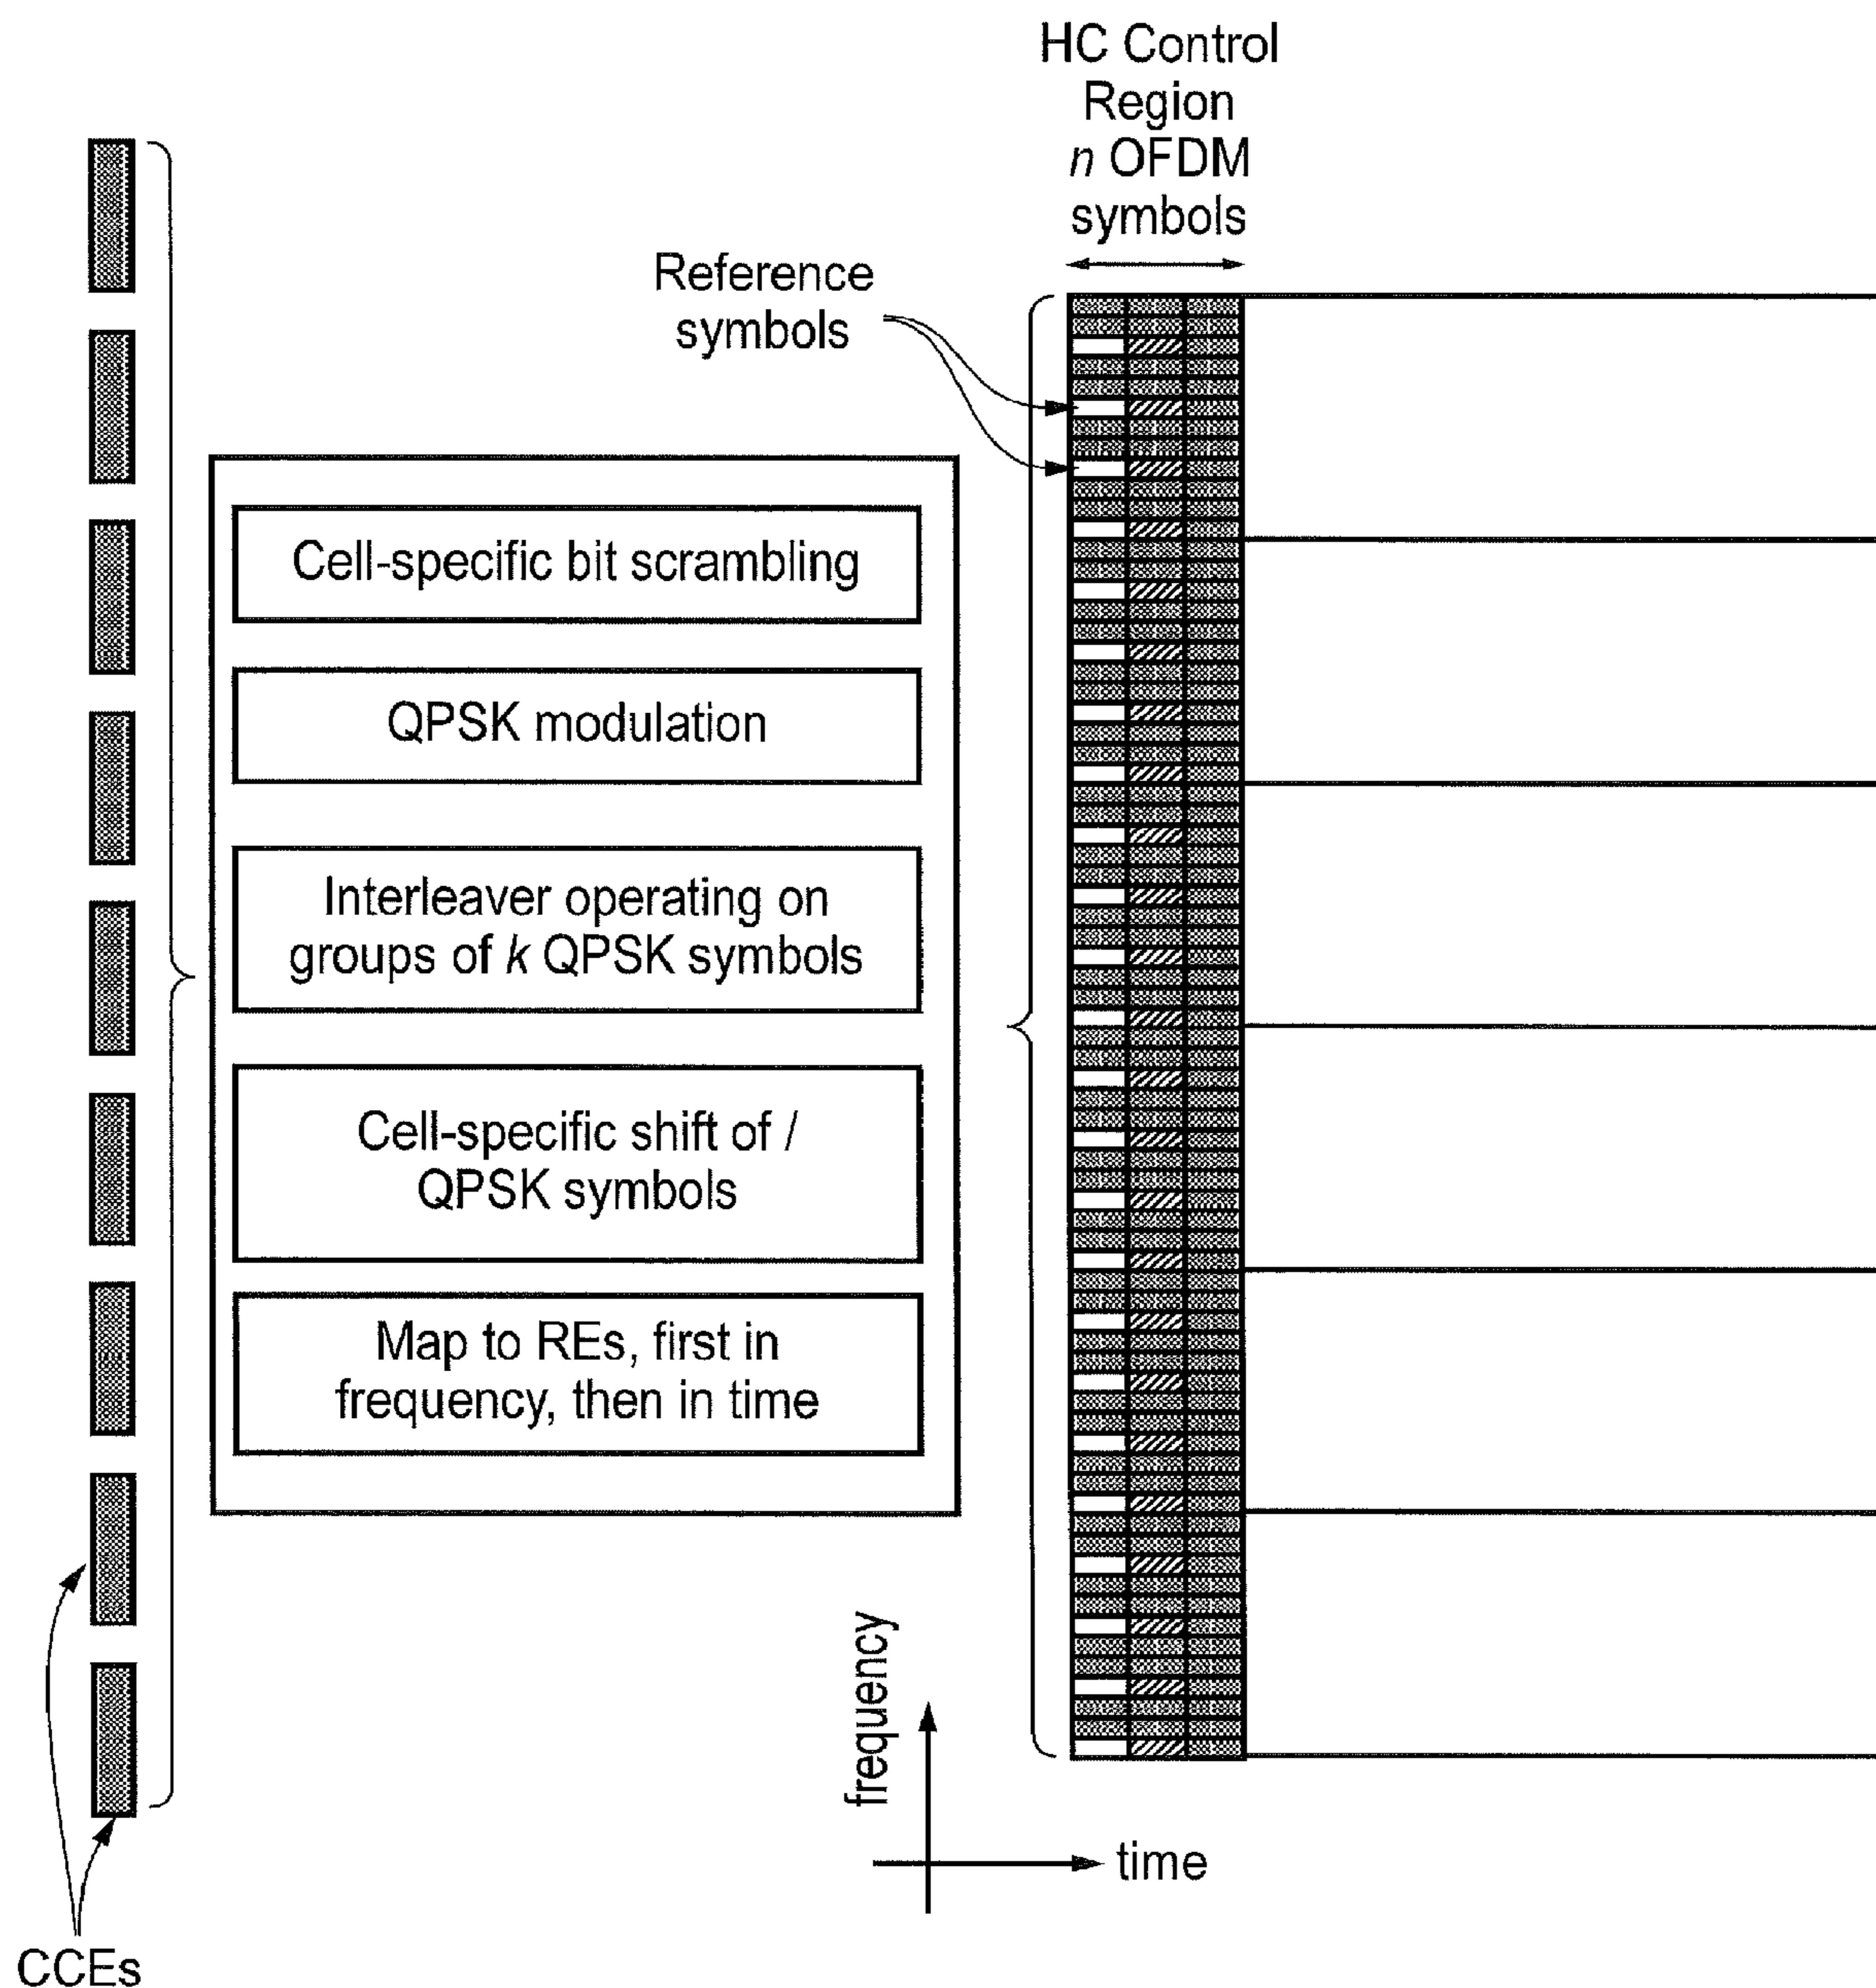 HC Control
Region
n OFDM
symbols
Reference
symbols
Cell-specific bit scrambling
QPSK modulation
Interleaver operating on
groups of k QPSK symbols
Cell-specific shift of l
QPSK symbols
Map to REs, first in
frequency, then in time
frequency
time
CCEs